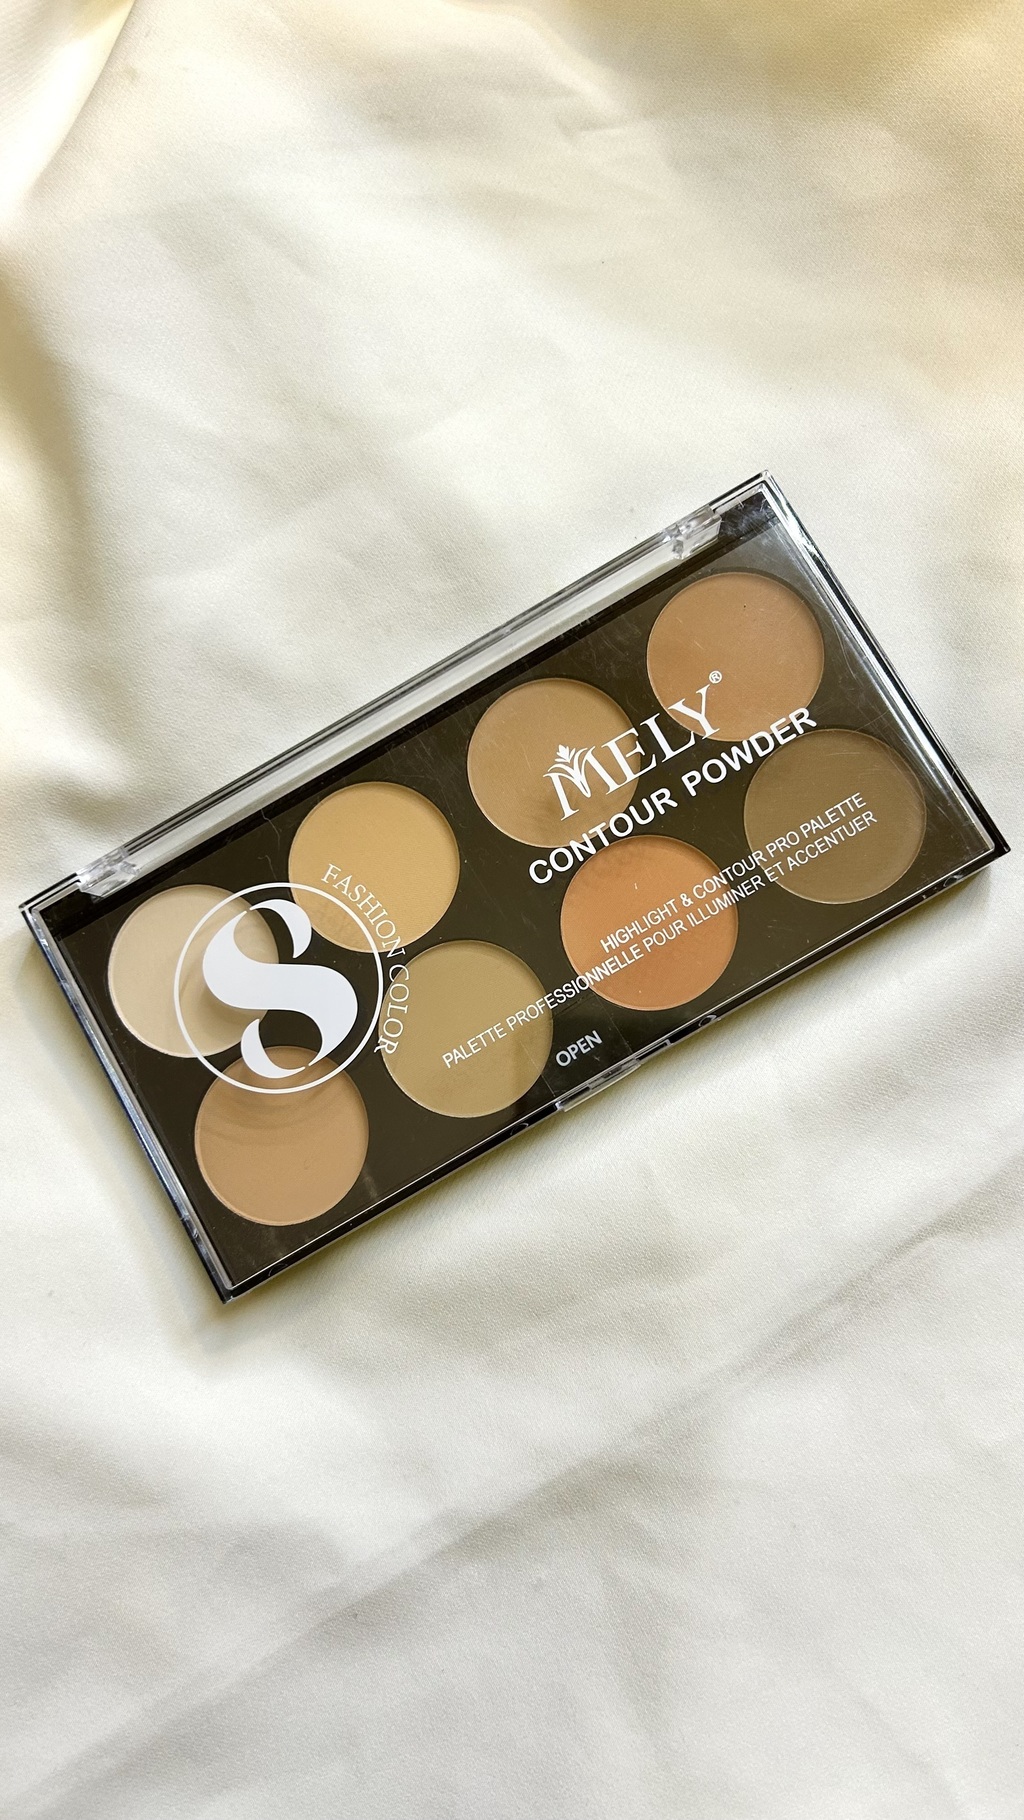 S
FASHION COLOR
MELY®
CONTOUR POWDER
HIGHLIGHT & CONTOUR PRO PALETTE
PALETTE PROFESSIONNELLE POUR ILLUMINER ET ACCENTUER
OPEN